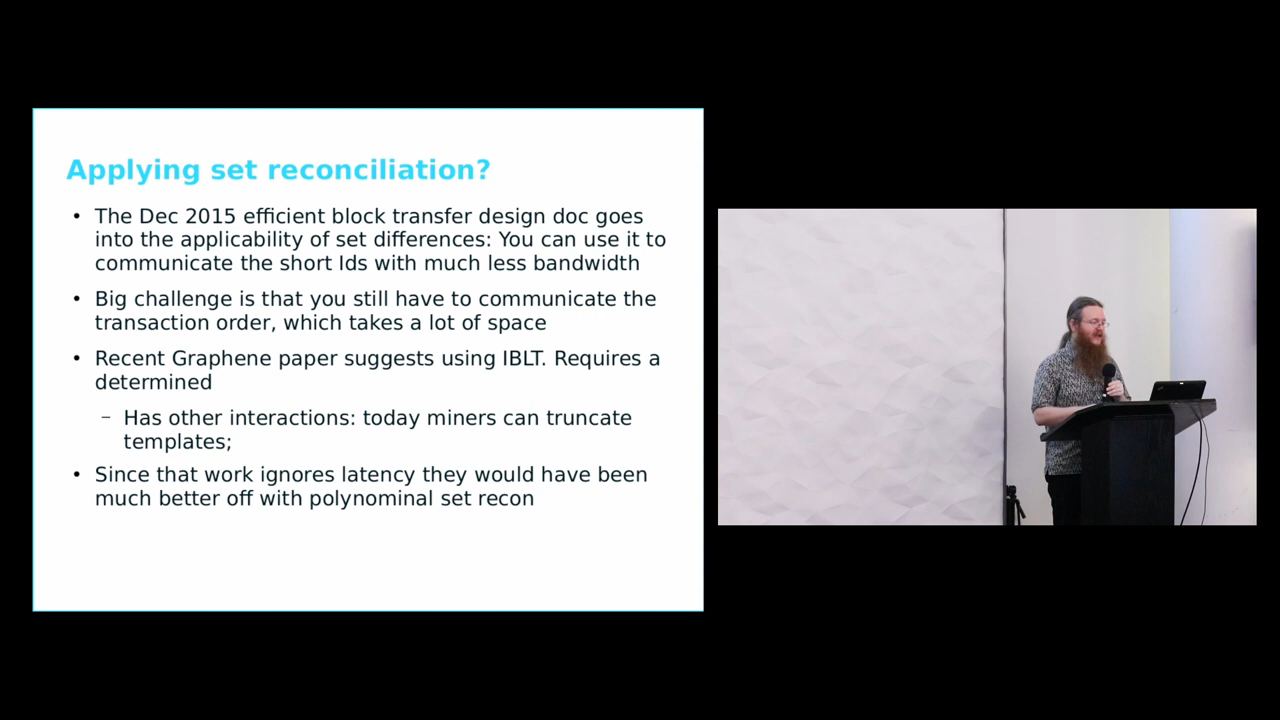 Applying set reconciliation?
• The Dec 2015 efficient block transfer design doc goes
into the applicability of set differences: You can use it to
communicate the short Ids with much less bandwidth
• Big challenge is that you still have to communicate the
transaction order, which takes a lot of space
• Recent Graphene paper suggests using IBLT. Requires a
determined
– Has other interactions: today miners can truncate
templates;
• Since that work ignores latency they would have been
much better off with polynominal set recon